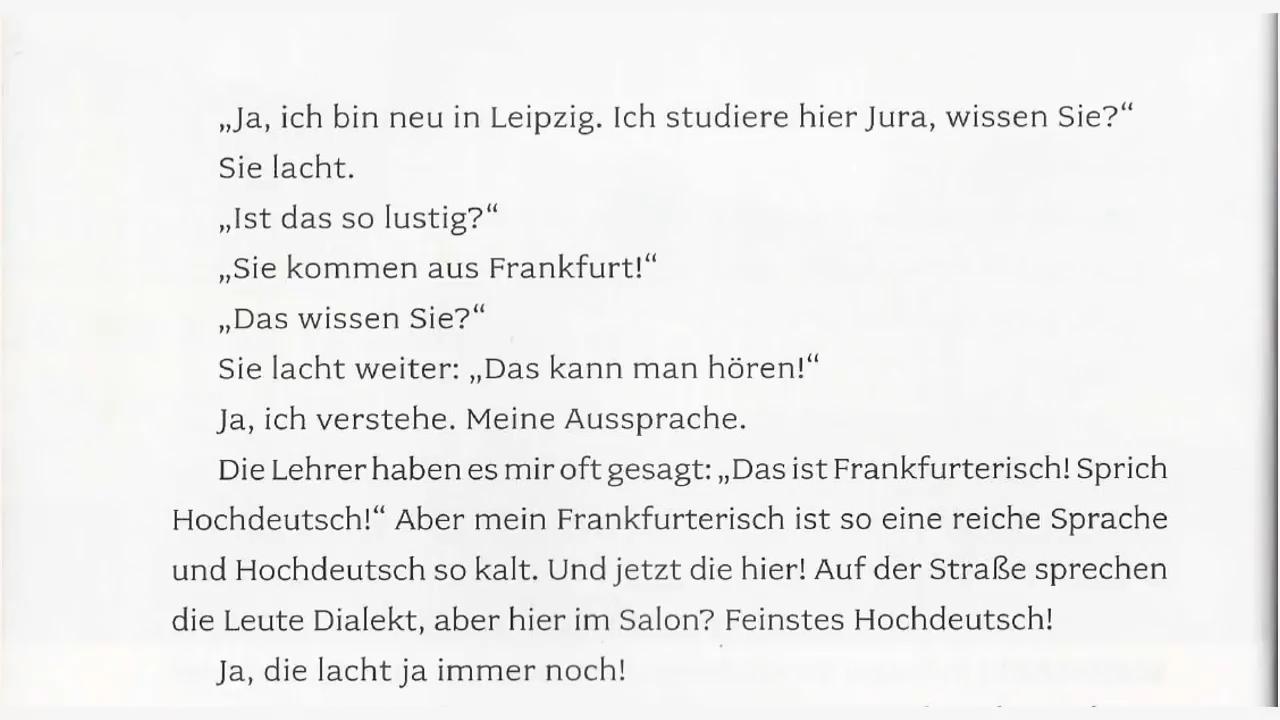 „Ja, ich bin neu in Leipzig. Ich studiere hier Jura, wissen Sie?“
Sie lacht.
„Ist das so lustig?“
„Sie kommen aus Frankfurt!“
„Das wissen Sie?“
Sie lacht weiter: „Das kann man hören!“
Ja, ich verstehe. Meine Aussprache.
Die Lehrer haben es mir oft gesagt: „Das ist Frankfurterisch! Sprich
Hochdeutsch!“ Aber mein Frankfurterisch ist so eine reiche Sprache
und Hochdeutsch so kalt. Und jetzt die hier! Auf der Straße sprechen
die Leute Dialekt, aber hier im Salon? Feinstes Hochdeutsch!
Ja, die lacht ja immer noch!